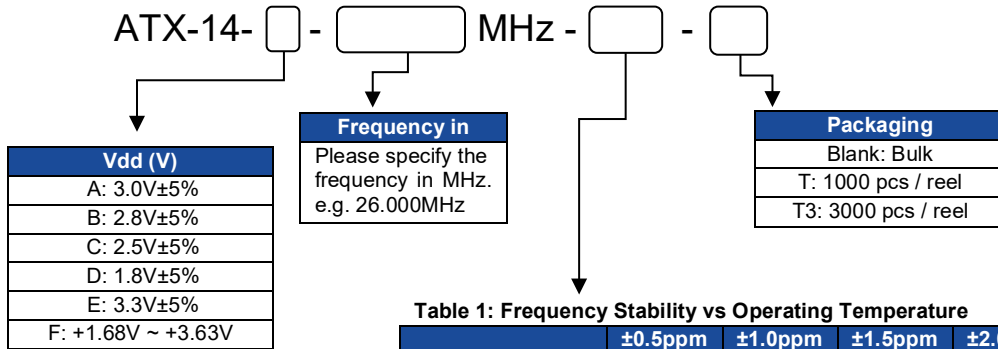 ATX-14- - MHz - -
Vdd (V)
A: 3.0V±5%
B: 2.8V±5%
C: 2.5V±5%
D: 1.8V±5%
E: 3.3V±5%
F: +1.68V ~ +3.63V
Frequency in
Please specify the
frequency in MHz.
e.g. 26.000MHz
Packaging
Blank: Bulk
T: 1000 pcs / reel
T3: 3000 pcs / reel
Table 1: Frequency Stability vs Operating Temperature
±0.5ppm ±1.0ppm ±1.5ppm